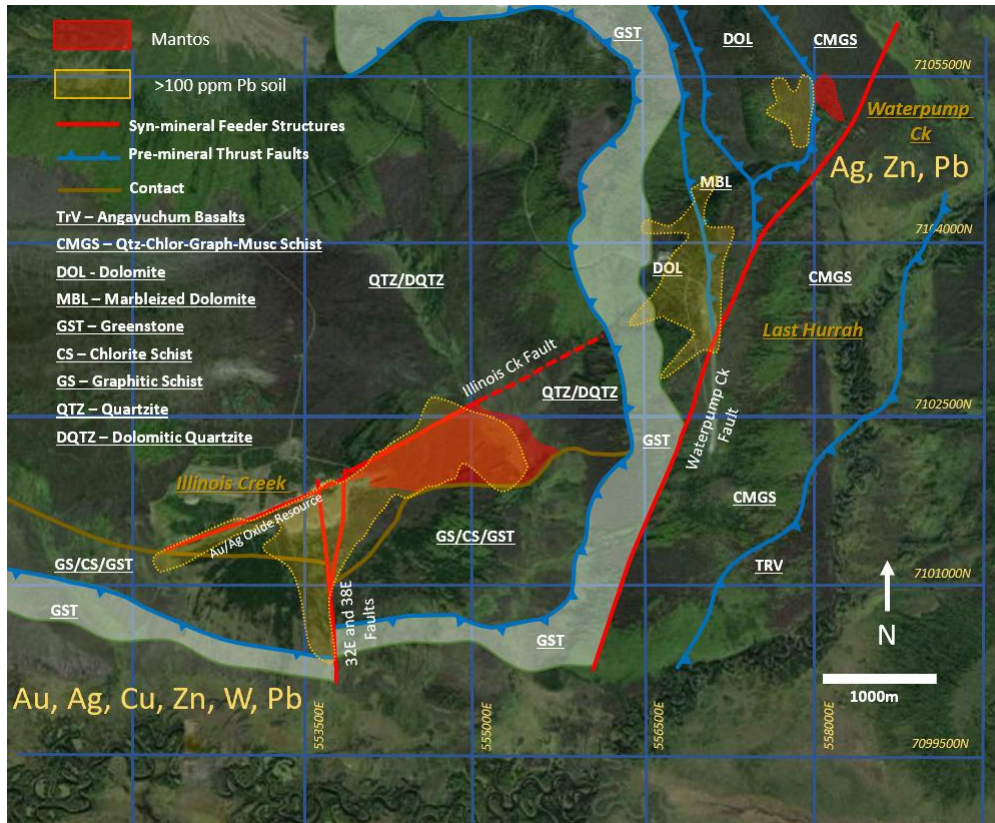 Mantos
>100 ppm Pb soil
Syn-mineral Feeder Structures
Pre-mineral Thrust Faults
Contact
TrV – Angayuchum Basalts
CMGS – Qtz-Chlor-Graph-Musc Schist
DOL - Dolomite
MBL – Marbleized Dolomite
GST – Greenstone
CS – Chlorite Schist
GS – Graphitic Schist
QTZ – Quartzite
DQTZ – Dolomitic Quartzite
GST
DOL
CMGS
7105500N
Waterpump
Ck
Ag, Zn, Pb
MBL
7104000N
QTZ/DQTZ
DOL
CMGS
Last Hurrah
Illinois Ck Fault
QTZ/DQTZ
7102500N
Waterpump Ck
Fault
GST
Illinois Creek
Au/Ag Oxide Resource
CMGS
GS/CS/GST
GS/CS/GST
TRV
7101000N
GST
32E and 38E
Faults
GST
N
1000m
Au, Ag, Cu, Zn, W, Pb
553500E
555000E
556500E
558000E
7099500N